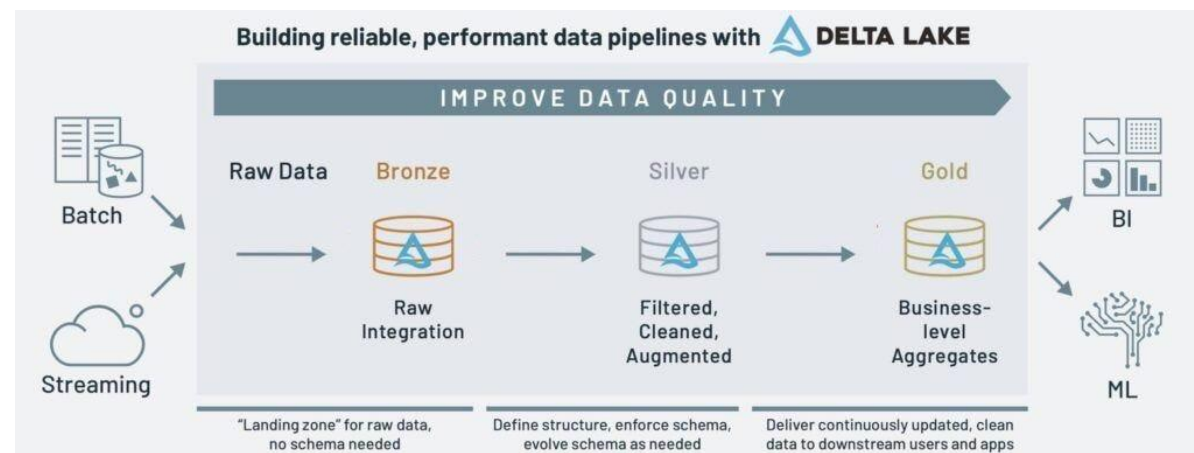 Building reliable, performant data pipelines with DELTA LAKE
IMPROVE DATA QUALITY
Batch
Streaming
Raw Data
Bronze
Raw
Integration
Silver
Filtered,
Cleaned,
Augmented
Gold
Business-
level
Aggregates
BI
ML
"Landing zone" for raw data,
no schema needed
Define structure, enforce schema,
evolve schema as needed
Deliver continuously updated, clean
data to downstream users and apps